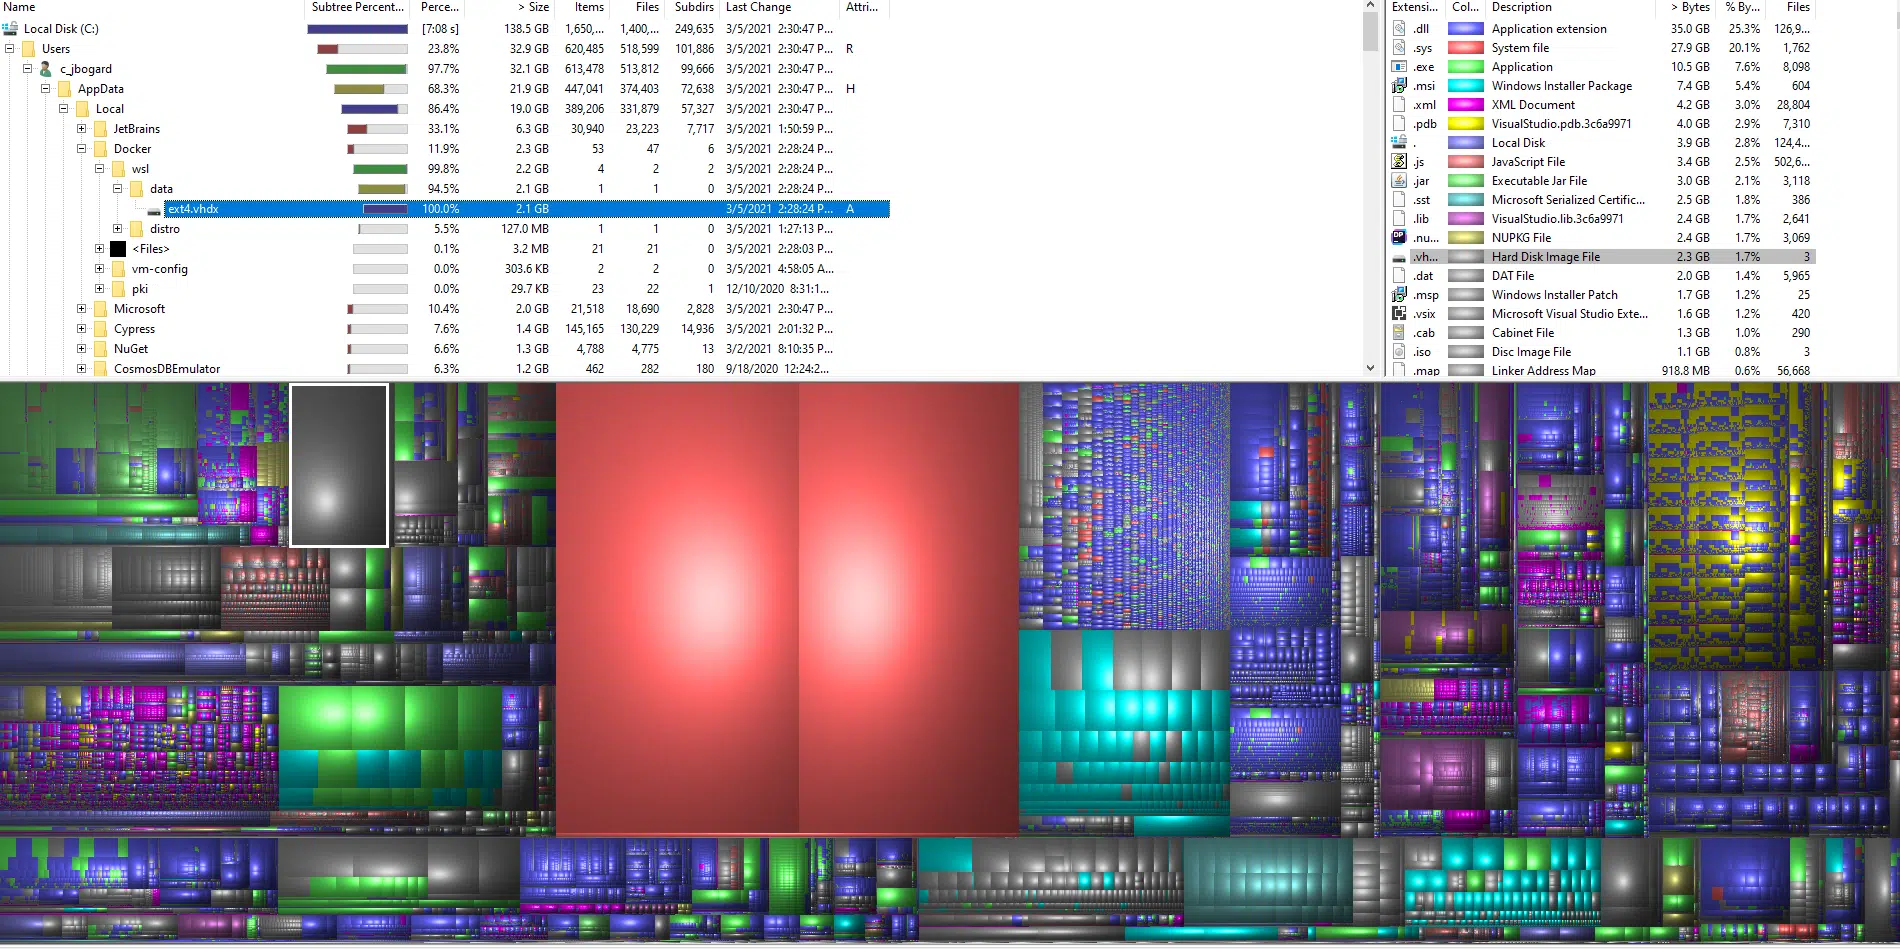 Name Subtree Percent... Perce... > Size Items Files Subdirs Last Change Attri...
Local Disk (C:) [7:08 s] 138.5 GB 1,650,... 1,400,... 249,635 3/5/2021 2:30:47 P...
Users 23.8% 32.9 GB 620,485 518,599 101,886 3/5/2021 2:30:47 P... R
c_jbogard 97.7% 32.1 GB 613,478 513,812 99,666 3/5/2021 2:30:47 P...
AppData 68.3% 21.9 GB 447,041 374,403 72,638 3/5/2021 2:30:47 P... H
Local 86.4% 19.0 GB 389,206 331,879 57,327 3/5/2021 2:30:47 P...
JetBrains 33.1% 6.3 GB 30,940 23,223 7,717 3/5/2021 1:50:59 P...
Docker 11.9% 2.3 GB 53 47 6 3/5/2021 2:28:24 P...
wsl 99.8% 2.2 GB 4 2 2 3/5/2021 2:28:24 P...
data 94.5% 2.1 GB 1 1 0 3/5/2021 2:28:24 P...
ext4.vhdx 100.0% 2.1 GB 3/5/2021 2:28:24 P... A
distro 5.5% 127.0 MB 1 1 0 3/5/2021 1:27:13 P...
<Files> 0.1% 3.2 MB 21 21 0 3/5/2021 2:28:03 P...
vm-config 0.0% 303.6 KB 2 2 0 3/5/2021 4:58:05 A...
pki 0.0% 29.7 KB 23 22 1 12/10/2020 8:31:1...
Microsoft 10.4% 2.0 GB 21,518 18,690 2,828 3/5/2021 2:30:47 P...
Cypress 7.6% 1.4 GB 145,165 130,229 14,936 3/5/2021 2:01:32 P...
NuGet 6.6% 1.3 GB 4,788 4,775 13 3/2/2021 8:10:35 P...
CosmosDBEmulator 6.3% 1.2 GB 462 282 180 9/18/2020 12:24:2...
Extensi... Col... Description > Bytes % By... Files
.dll Application extension 35.0 GB 25.3% 126,9...
.sys System file 27.9 GB 20.1% 1,762
.exe Application 10.5 GB 7.6% 8,098
.msi Windows Installer Package 7.4 GB 5.4% 604
.xml XML Document 4.2 GB 3.0% 28,804
.pdb VisualStudio.pdb.3c6a9971 4.0 GB 2.9% 7,310
. Local Disk 3.9 GB 2.8% 124,4...
.js JavaScript File 3.4 GB 2.5% 502,6...
.jar Executable Jar File 3.0 GB 2.1% 3,118
.sst Microsoft Serialized Certific... 2.5 GB 1.8% 386
.lib VisualStudio.lib.3c6a9971 2.4 GB 1.7% 2,641
.nu... NUPKG File 2.4 GB 1.7% 3,069
.vh... Hard Disk Image File 2.3 GB 1.7% 3
.dat DAT File 2.0 GB 1.4% 5,965
.msp Windows Installer Patch 1.7 GB 1.2% 25
.vsix Microsoft Visual Studio Exte... 1.6 GB 1.2% 420
.cab Cabinet File 1.3 GB 1.0% 290
.iso Disc Image File 1.1 GB 0.8% 3
.map Linker Address Map 918.8 MB 0.6% 56,668